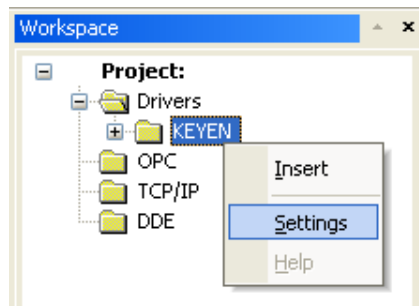 Workspace
Project:
Drivers
KEYEN
OPC
TCP/IP
DDE
Insert
Settings
Help